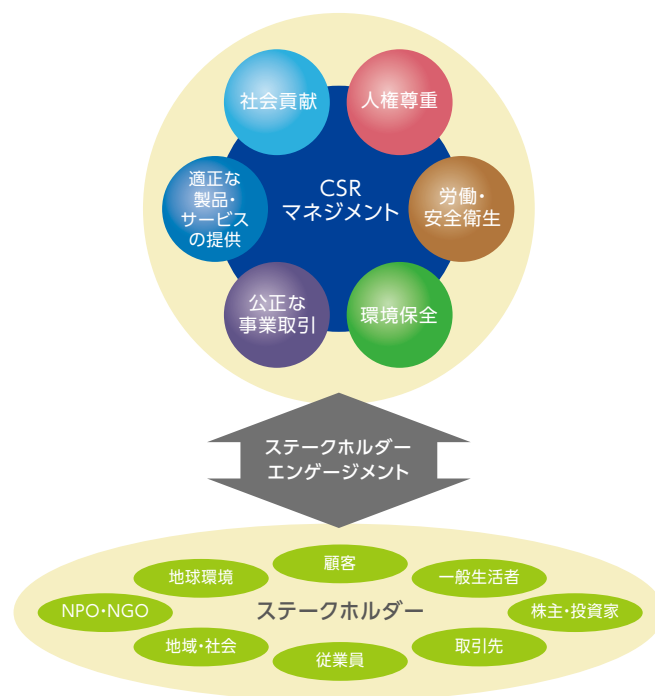 社会貢献
人権尊重
適正な
製品・
サービス
の提供
CSR
マネジメント
労働・
安全衛生
公正な
事業取引
環境保全
ステークホルダー
エンゲージメント
顧客
地球環境
一般生活者
NPO・NGO
ステークホルダー
株主・投資家
地域・社会
従業員
取引先